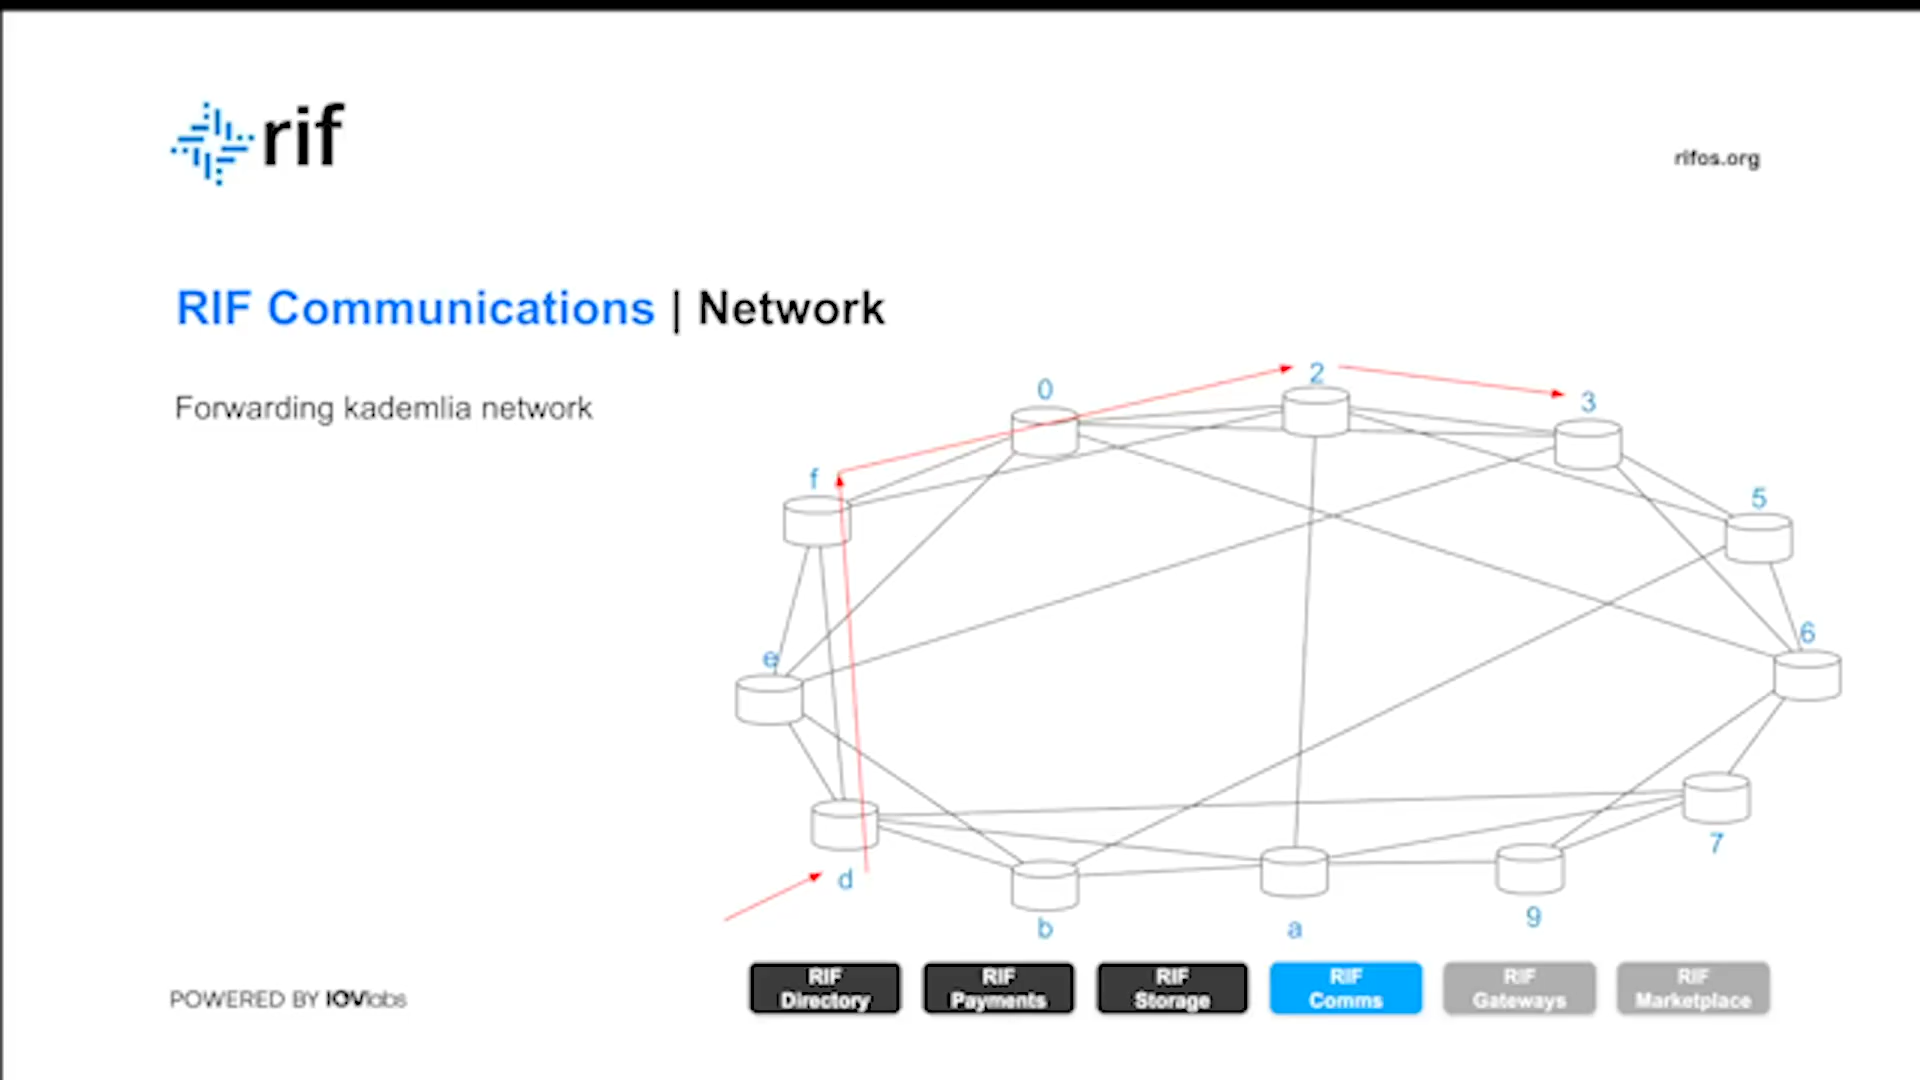 rif
rifos.org
RIF Communications | Network
Forwarding kademlia network
0
2
3
f
5
e
6
7
d
b
a
9
POWERED BY IOVlabs
RIF
Directory
RIF
Payments
RIF
Storage
RIF
Comms
RIF
Gateways
RIF
Marketplace